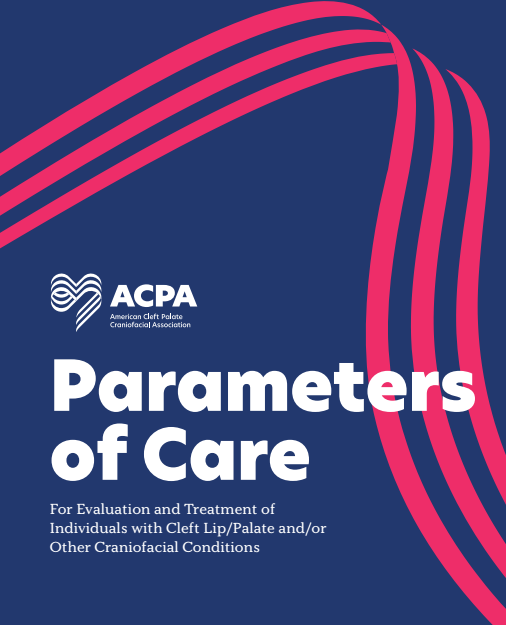 ACPA
American Cleft Palate
Craniofacial Association
Parameters
of Care
For Evaluation and Treatment of
Individuals with Cleft Lip/Palate and/or
Other Craniofacial Conditions